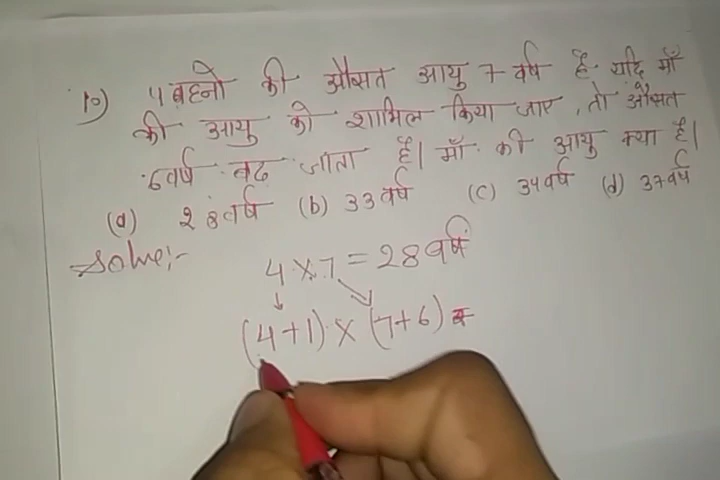 10) 4 बहनो की औसत आयु 7 वर्ष है यदि माँ
की आयु को शामिल किया जाए, तो औसत
6 वर्ष बढ जाता है। माँ की आयु क्या है।
(a) 28 वर्ष (b) 33 वर्ष (c) 34 वर्ष (d) 37 वर्ष
Solve:-
4 × 7 = 28 वर्ष
(4+1) × (7+6) =